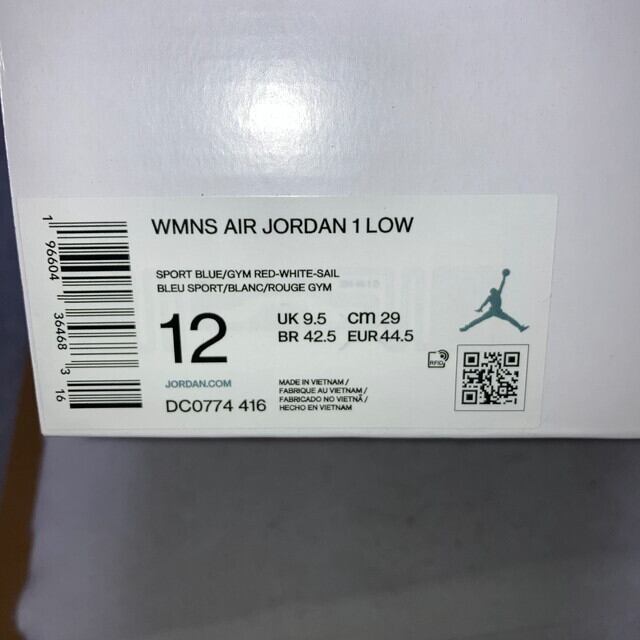 WMNS AIR JORDAN 1 LOW
SPORT BLUE/GYM RED-WHITE-SAIL
BLEU SPORT/BLANC/ROUGE GYM
12
UK 9.5 cm 29
BR 42.5 EUR 44.5
JORDAN.COM
DC0774 416
MADE IN VIETNAM /
FABRIQUE AU VIETNAM /
FABRICADO NO VIETNÃ /
HECHO EN VIETNAM
RFID
1 96604 36468 3 16